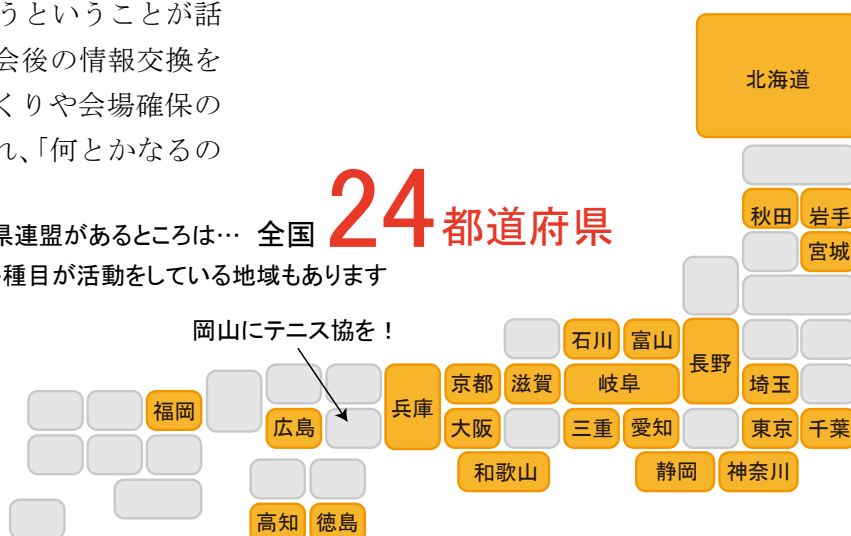 うということが話
会後の情報交換を
くりや会場確保の
れ、「何とかなるの
県連盟があるところは… 全国 24 都道府県
種目が活動をしている地域もあります
岡山にテニス協を！
北海道
秋田 岩手
宮城
石川 富山
長野
京都 滋賀 岐阜 埼玉
福岡
兵庫
広島 大阪 三重 愛知 東京 千葉
和歌山 静岡 神奈川
高知 徳島